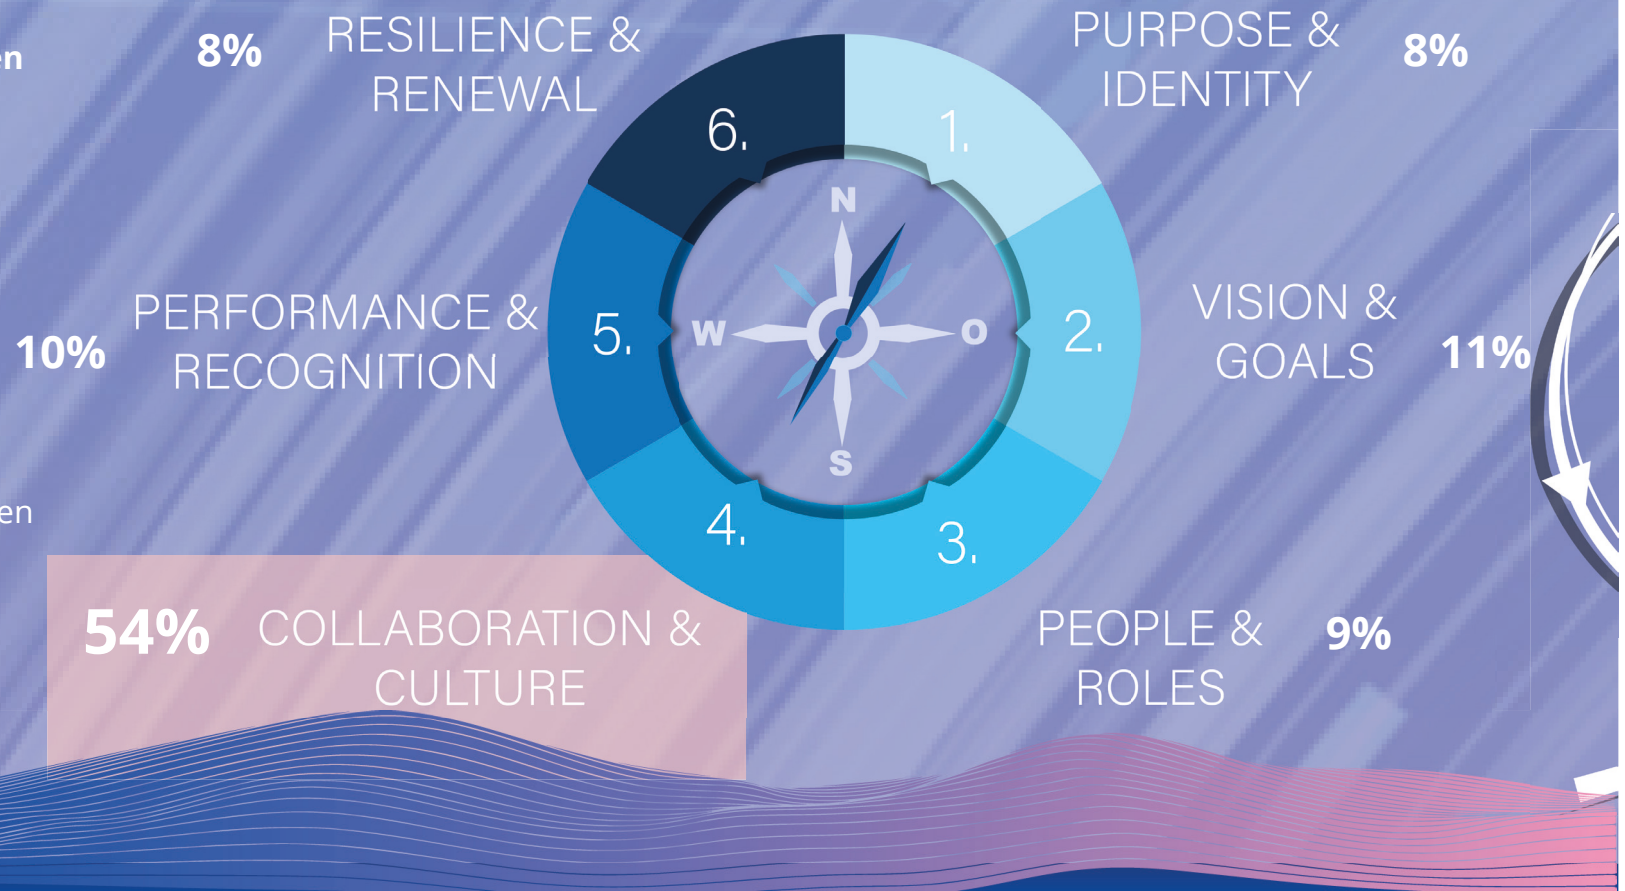 8%
RESILIENCE &
RENEWAL
PURPOSE &
IDENTITY
8%
6.
1.
N
PERFORMANCE &
RECOGNITION
10%
5.
W
O
2.
VISION &
GOALS
11%
S
4.
3.
54%
COLLABORATION &
CULTURE
PEOPLE &
ROLES
9%